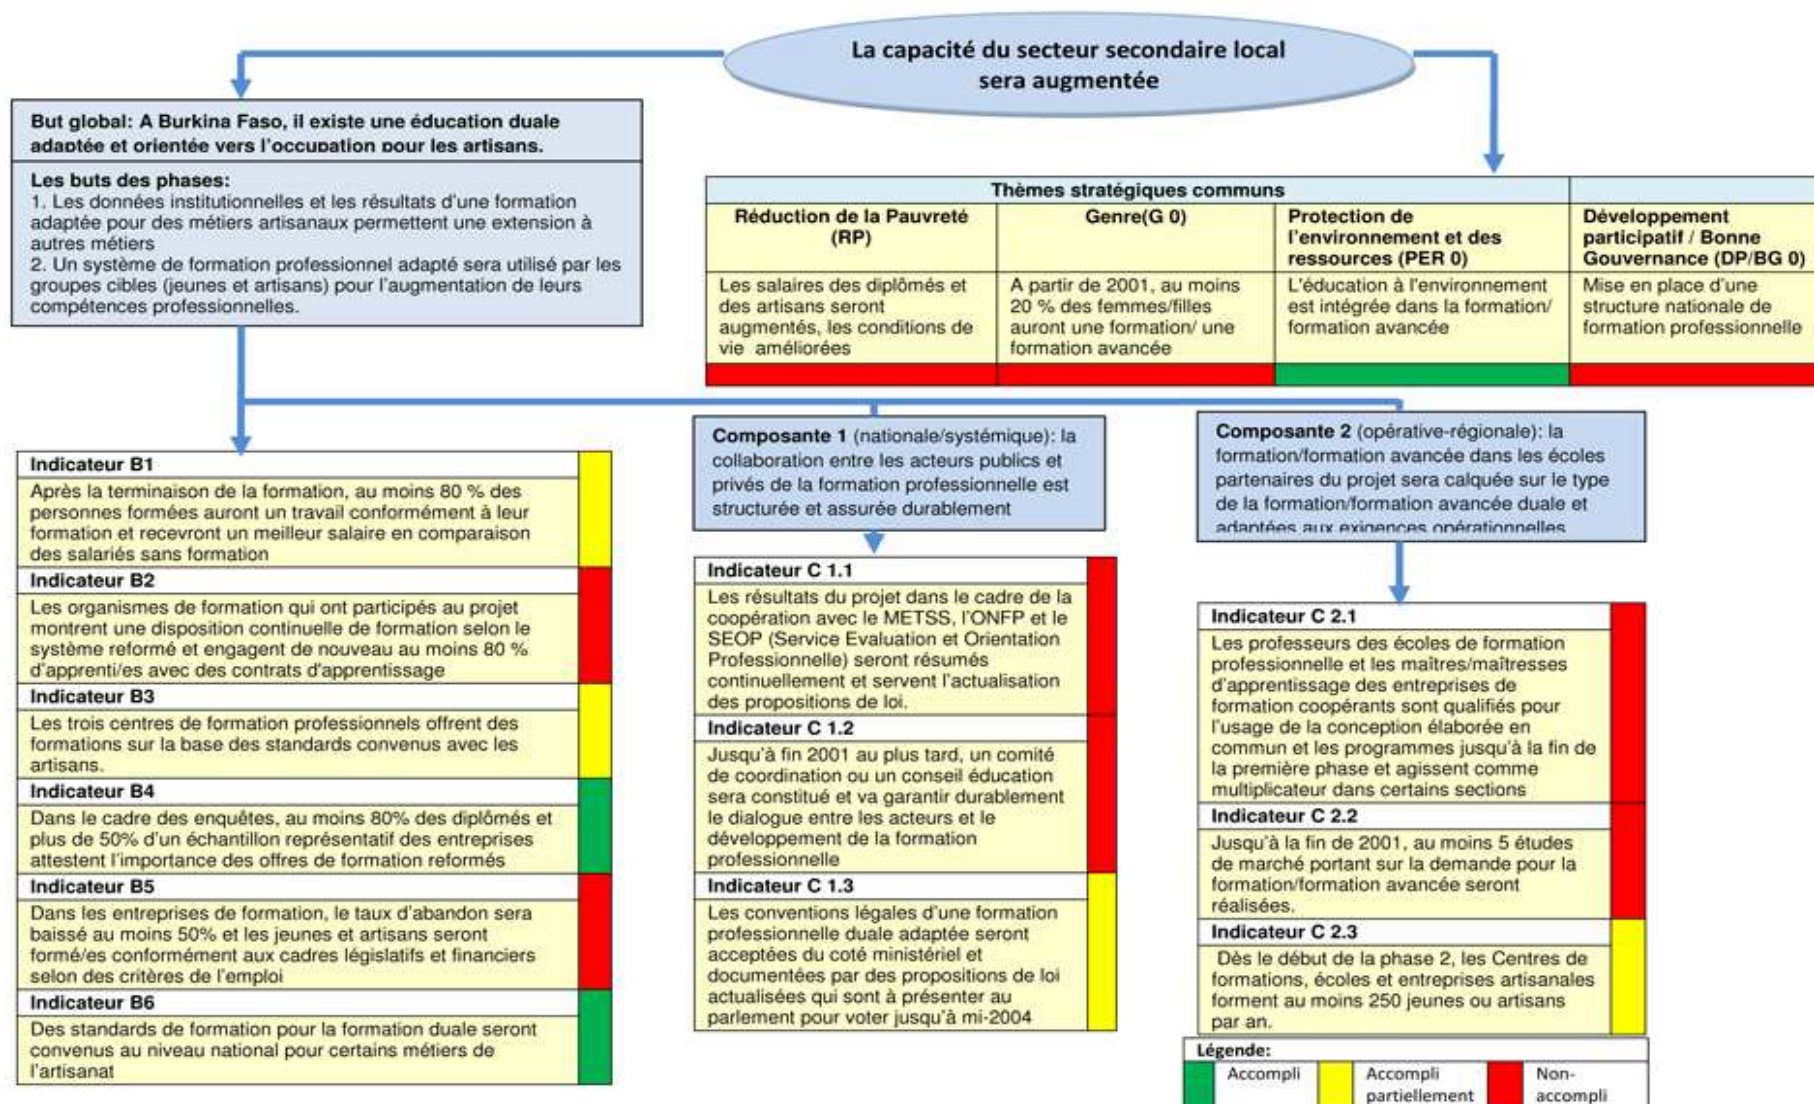 La capacité du secteur secondaire local
sera augmentée
But global: A Burkina Faso, il existe une éducation duale
adaptée et orientée vers l'occupation pour les artisans.
Les buts des phases:
1. Les données institutionnelles et les résultats d'une formation
adaptée pour des métiers artisanaux permettent une extension à
autres métiers
2. Un système de formation professionnel adapté sera utilisé par les
groupes cibles (jeunes et artisans) pour l'augmentation de leurs
compétences professionnelles.
Thèmes stratégiques communs
Réduction de la Pauvreté
(RP)
Genre(G 0)
Protection de
l'environnement et des
ressources (PER 0)
Développement
participatif / Bonne
Gouvernance (DP/BG 0)
Les salaires des diplômés et
des artisans seront
augmentés, les conditions de
vie améliorées
A partir de 2001, au moins
20 % des femmes/filles
auront une formation/ une
formation avancée
L'éducation à l'environnement
est intégrée dans la formation/
formation avancée
Mise en place d'une
structure nationale de
formation professionnelle
Indicateur B1
Après la terminaison de la formation, au moins 80 % des
personnes formées auront un travail conformément à leur
formation et recevront un meilleur salaire en comparaison
des salariés sans formation
Indicateur B2
Les organismes de formation qui ont participés au projet
montrent une disposition continuelle de formation selon le
système reformé et engagent de nouveau au moins 80 %
d'apprenti/es avec des contrats d'apprentissage
Indicateur B3
Les trois centres de formation professionnels offrent des
formations sur la base des standards convenus avec les
artisans.
Indicateur B4
Dans le cadre des enquêtes, au moins 80% des diplômés et
plus de 50% d'un échantillon représentatif des entreprises
attestent l'importance des offres de formation reformés
Indicateur B5
Dans les entreprises de formation, le taux d'abandon sera
baissé au moins 50% et les jeunes et artisans seront
formé/es conformément aux cadres législatifs et financiers
selon des critères de l'emploi
Indicateur B6
Des standards de formation pour la formation duale seront
convenus au niveau national pour certains métiers de
l'artisanat
Composante 1 (nationale/systémique): la
collaboration entre les acteurs publics et
privés de la formation professionnelle est
structurée et assurée durablement
Indicateur C 1.1
Les résultats du projet dans le cadre de la
coopération avec le METSS, l'ONFP et le
SEOP (Service Evaluation et Orientation
Professionnelle) seront résumés
continuellement et servent l'actualisation
des propositions de loi.
Indicateur C 1.2
Jusqu'à fin 2001 au plus tard, un comité
de coordination ou un conseil éducation
sera constitué et va garantir durablement
le dialogue entre les acteurs et le
développement de la formation
professionnelle
Indicateur C 1.3
Les conventions légales d'une formation
professionnelle duale adaptée seront
acceptées du coté ministériel et
documentées par des propositions de loi
actualisées qui sont à présenter au
parlement pour voter jusqu'à mi-2004
Composante 2 (opérative-régionale): la
formation/formation avancée dans les écoles
partenaires du projet sera calquée sur le type
de la formation/formation avancée duale et
adaptées aux exigences opérationnelles
Indicateur C 2.1
Les professeurs des écoles de formation
professionnelle et les maîtres/maîtresses
d'apprentissage des entreprises de
formation coopérants sont qualifiés pour
l'usage de la conception élaborée en
commun et les programmes jusqu'à la fin de
la première phase et agissent comme
multiplicateur dans certains sections
Indicateur C 2.2
Jusqu'à la fin de 2001, au moins 5 études
de marché portant sur la demande pour la
formation/formation avancée seront
réalisées.
Indicateur C 2.3
Dès le début de la phase 2, les Centres de
formations, écoles et entreprises artisanales
forment au moins 250 jeunes ou artisans
par an.
Légende:
Accompli
Accompli
partiellement
Non-
accompli